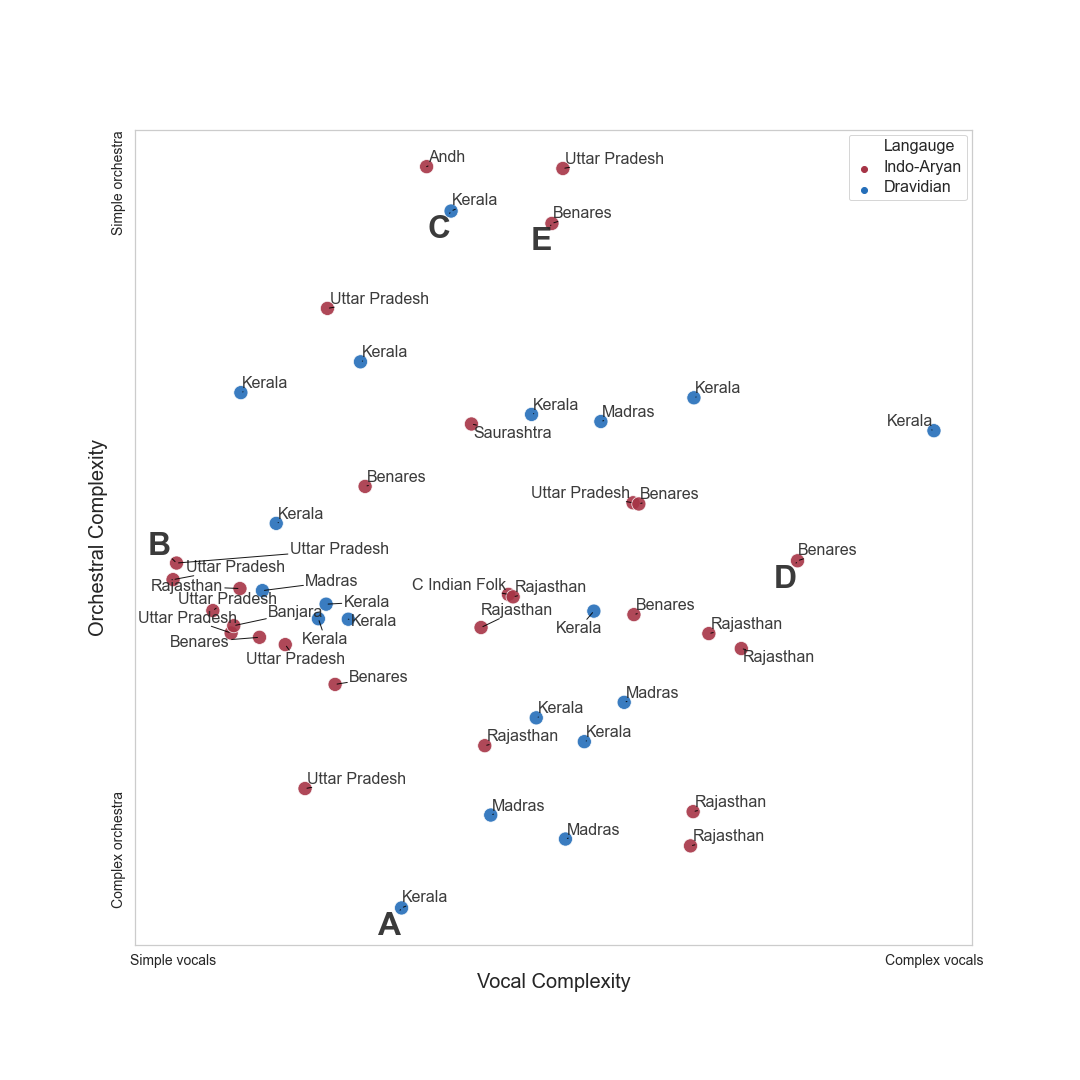 Simple orchestra
Orchestral Complexity
Complex orchestra
Langauge
Indo-Aryan
Dravidian
Andh
Uttar Pradesh
Kerala
C
Benares
E
Uttar Pradesh
Kerala
Kerala
Kerala
Kerala
Madras
Kerala
Saurashtra
Benares
Uttar Pradesh
Benares
Kerala
B
Uttar Pradesh
Benares
D
Uttar Pradesh
Rajasthan
Madras
C Indian Folk
Rajasthan
Uttar Pradesh
Kerala
Rajasthan
Benares
Uttar Pradesh
Banjara
Kerala
Kerala
Rajasthan
Benares
Kerala
Uttar Pradesh
Rajasthan
Benares
Madras
Kerala
Kerala
Rajasthan
Uttar Pradesh
Madras
Rajasthan
Madras
Rajasthan
Kerala
A
Simple vocals
Complex vocals
Vocal Complexity